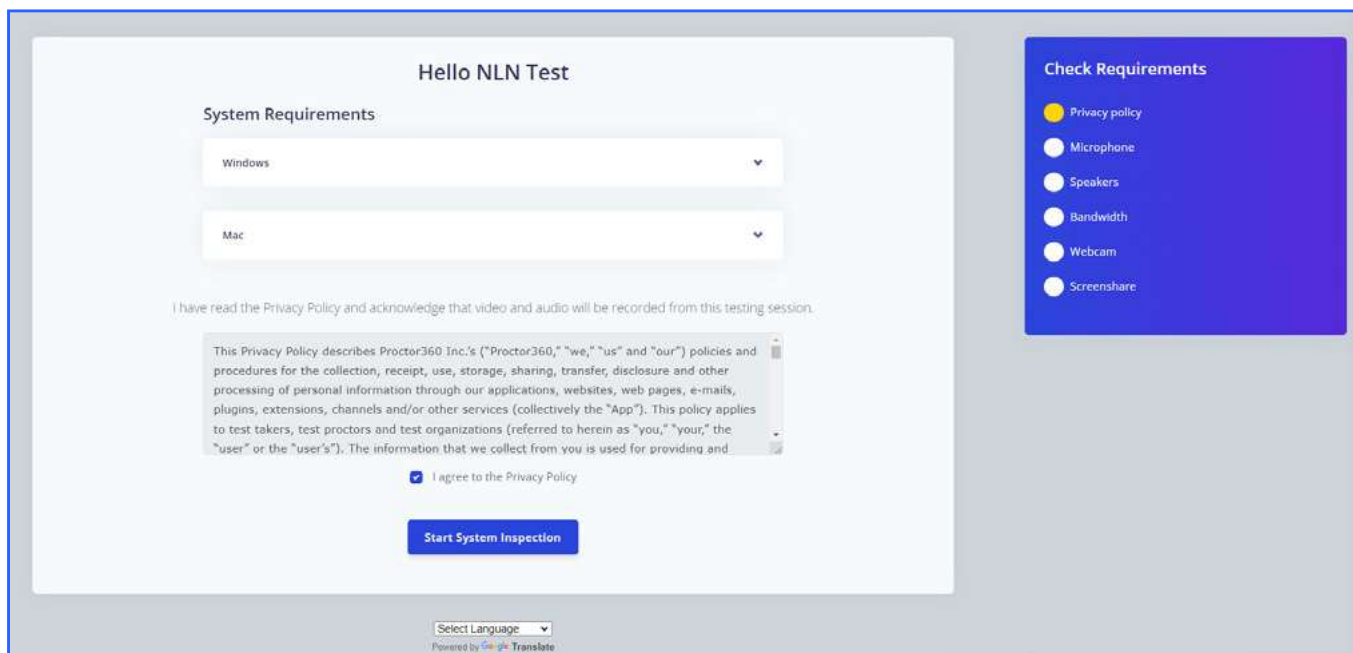 Hello NLN Test
System Requirements
Windows
Mac
I have read the Privacy Policy and acknowledge that video and audio will be recorded from this testing session.
This Privacy Policy describes Proctor360 Inc.'s ("Proctor360," "we," "us" and "our") policies and
procedures for the collection, receipt, use, storage, sharing, transfer, disclosure and other
processing of personal information through our applications, websites, web pages, e-mails,
plugins, extensions, channels and/or other services (collectively the "App"). This policy applies
to test takers, test proctors and test organizations (referred to herein as "you," "your," the
"user" or the "user's"). The information that we collect from you is used for providing and
I agree to the Privacy Policy
Start System Inspection
Select Language
Powered by Google Translate
Check Requirements
Privacy policy
Microphone
Speakers
Bandwidth
Webcam
Screenshare